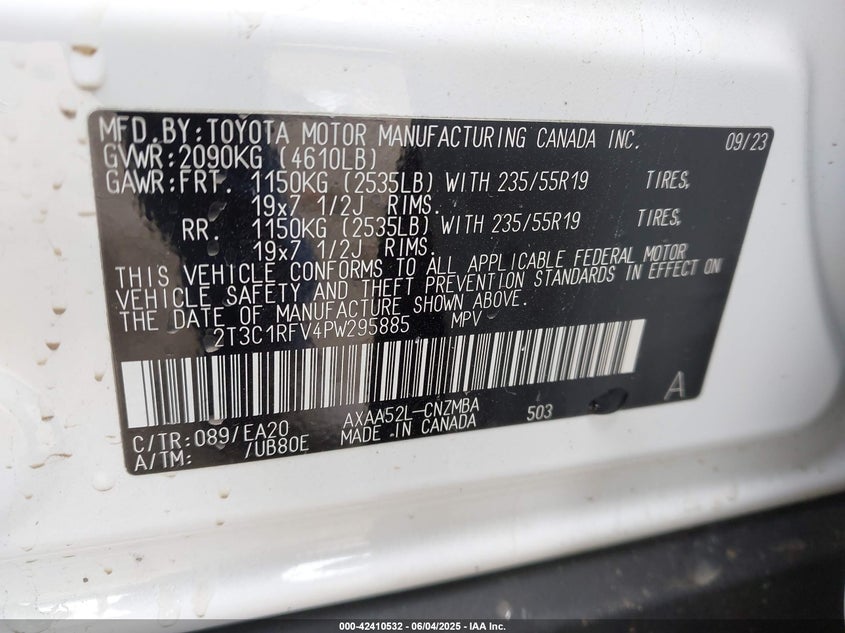 MFD.BY:TOYOTA MOTOR MANUFACTURING CANADA INC. 09/23
GVWR:2090KG (4610LB)
GAWR:FRT. 1150KG (2535LB) WITH 235/55R19 TIRES,
19x7 1/2J RIMS.
RR. 1150KG (2535LB) WITH 235/55R19 TIRES,
19x7 1/2J RIMS.
THIS VEHICLE CONFORMS TO ALL APPLICABLE FEDERAL MOTOR
VEHICLE SAFETY AND THEFT PREVENTION STANDARDS IN EFFECT ON
THE DATE OF MANUFACTURE SHOWN ABOVE.
2T3C1RFV4PW295885 MPV
C/TR:089/EA20 AXAA52L-CNZMBA 503 A
A/TM: /UB80E MADE IN CANADA
000-42410532 - 06/04/2025 - IAA Inc.